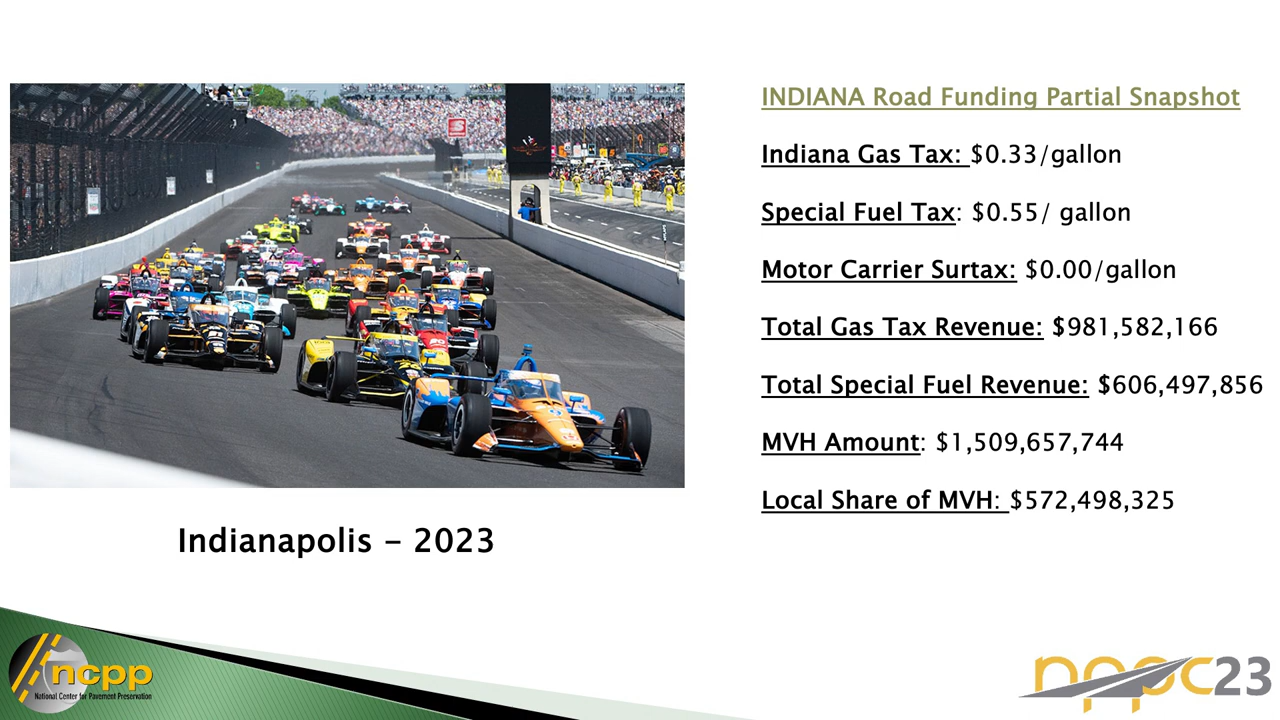 INDIANA Road Funding Partial Snapshot
Indiana Gas Tax: $0.33/gallon
Special Fuel Tax: $0.55/ gallon
Motor Carrier Surtax: $0.00/gallon
Total Gas Tax Revenue: $981,582,166
Total Special Fuel Revenue: $606,497,856
MVH Amount: $1,509,657,744
Local Share of MVH: $572,498,325
Indianapolis - 2023
ncpp
National Center for Pavement Preservation
nppc23